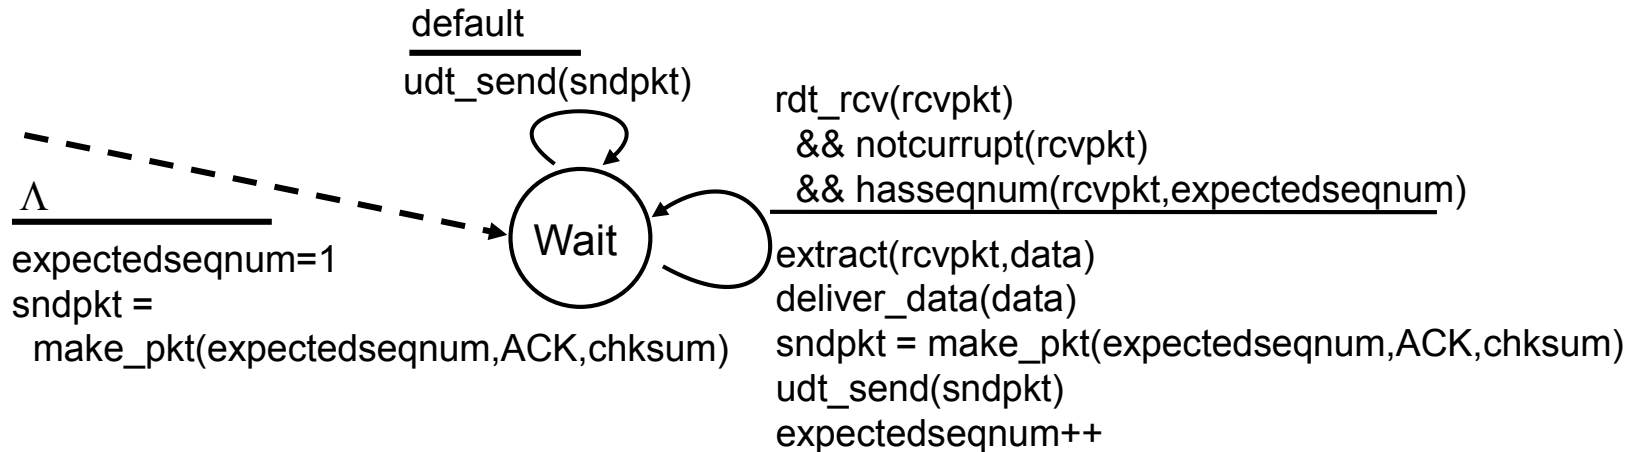 default
udt_send(sndpkt)
rdt_rcv(rcvpkt)
&& notcurrupt(rcvpkt)
&& hasseqnum(rcvpkt,expectedseqnum)
Λ
expectedseqnum=1
sndpkt =
make_pkt(expectedseqnum,ACK,chksum)
Wait
extract(rcvpkt,data)
deliver_data(data)
sndpkt = make_pkt(expectedseqnum,ACK,chksum)
udt_send(sndpkt)
expectedseqnum++